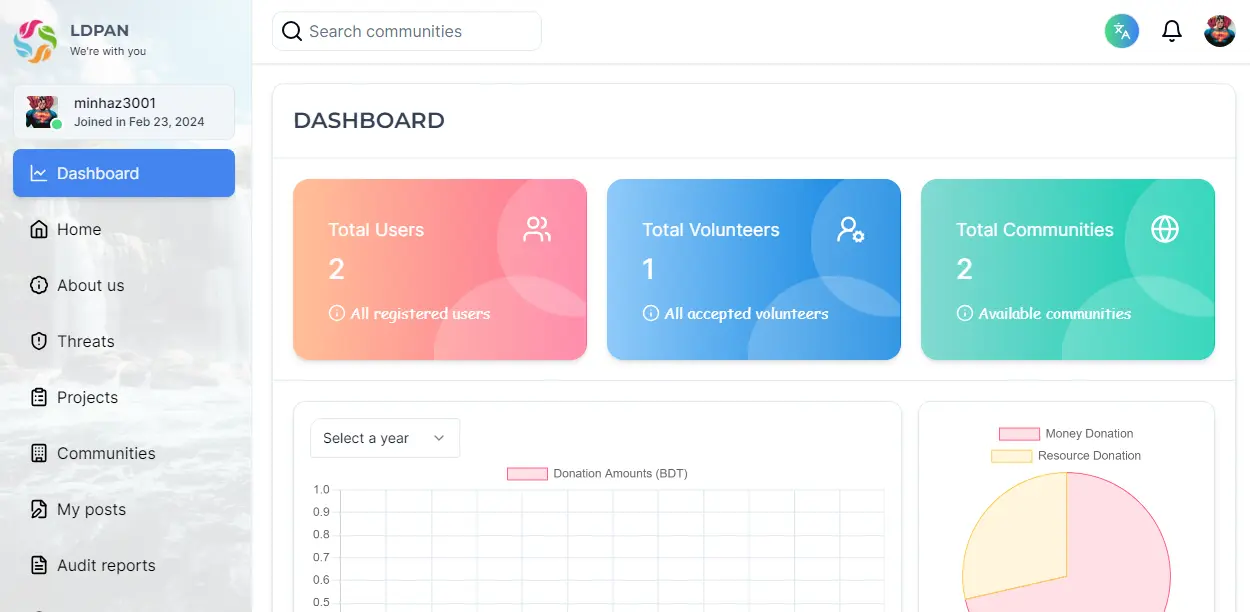 LDPAN
We're with you
minhaz3001
Joined in Feb 23, 2024
Dashboard
Home
About us
Threats
Projects
Communities
My posts
Audit reports
Search communities
DASHBOARD
Total Users
2
All registered users
Total Volunteers
1
All accepted volunteers
Total Communities
2
Available communities
Select a year
Donation Amounts (BDT)
1.0
0.9
0.8
0.7
0.6
0.5
Money Donation
Resource Donation